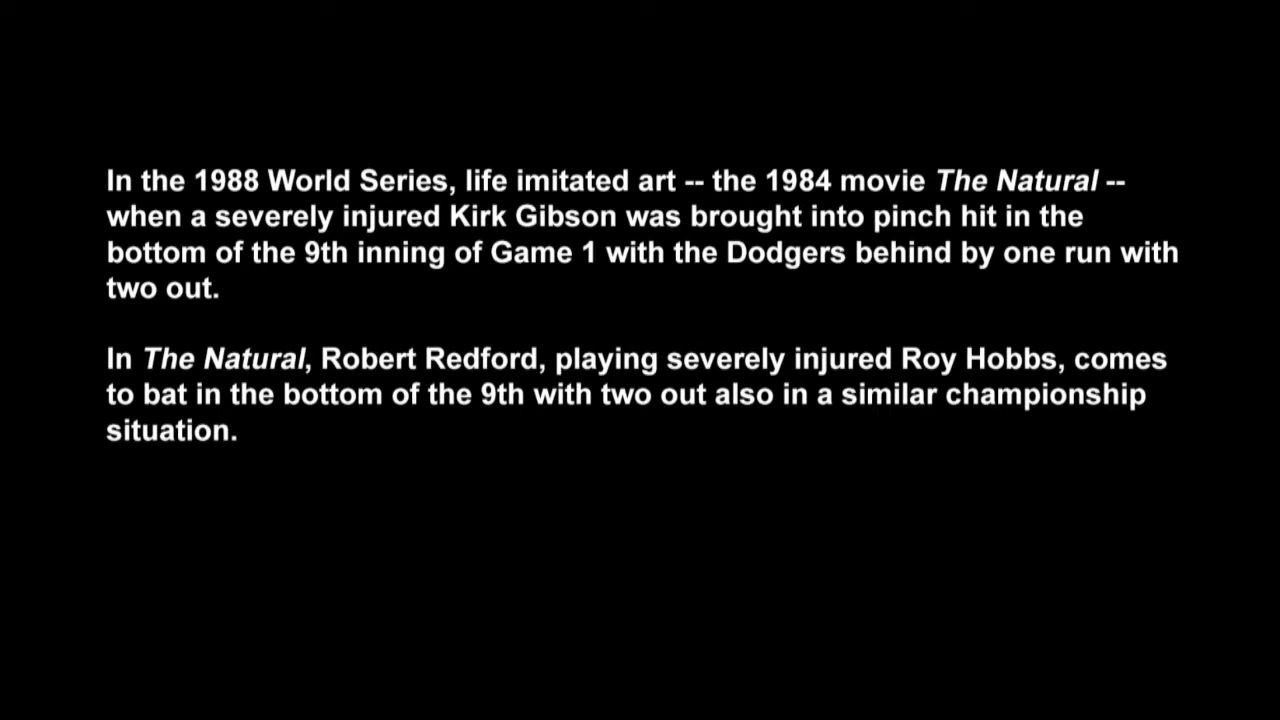 In the 1988 World Series, life imitated art -- the 1984 movie The Natural --
when a severely injured Kirk Gibson was brought into pinch hit in the
bottom of the 9th inning of Game 1 with the Dodgers behind by one run with
two out.
In The Natural, Robert Redford, playing severely injured Roy Hobbs, comes
to bat in the bottom of the 9th with two out also in a similar championship
situation.